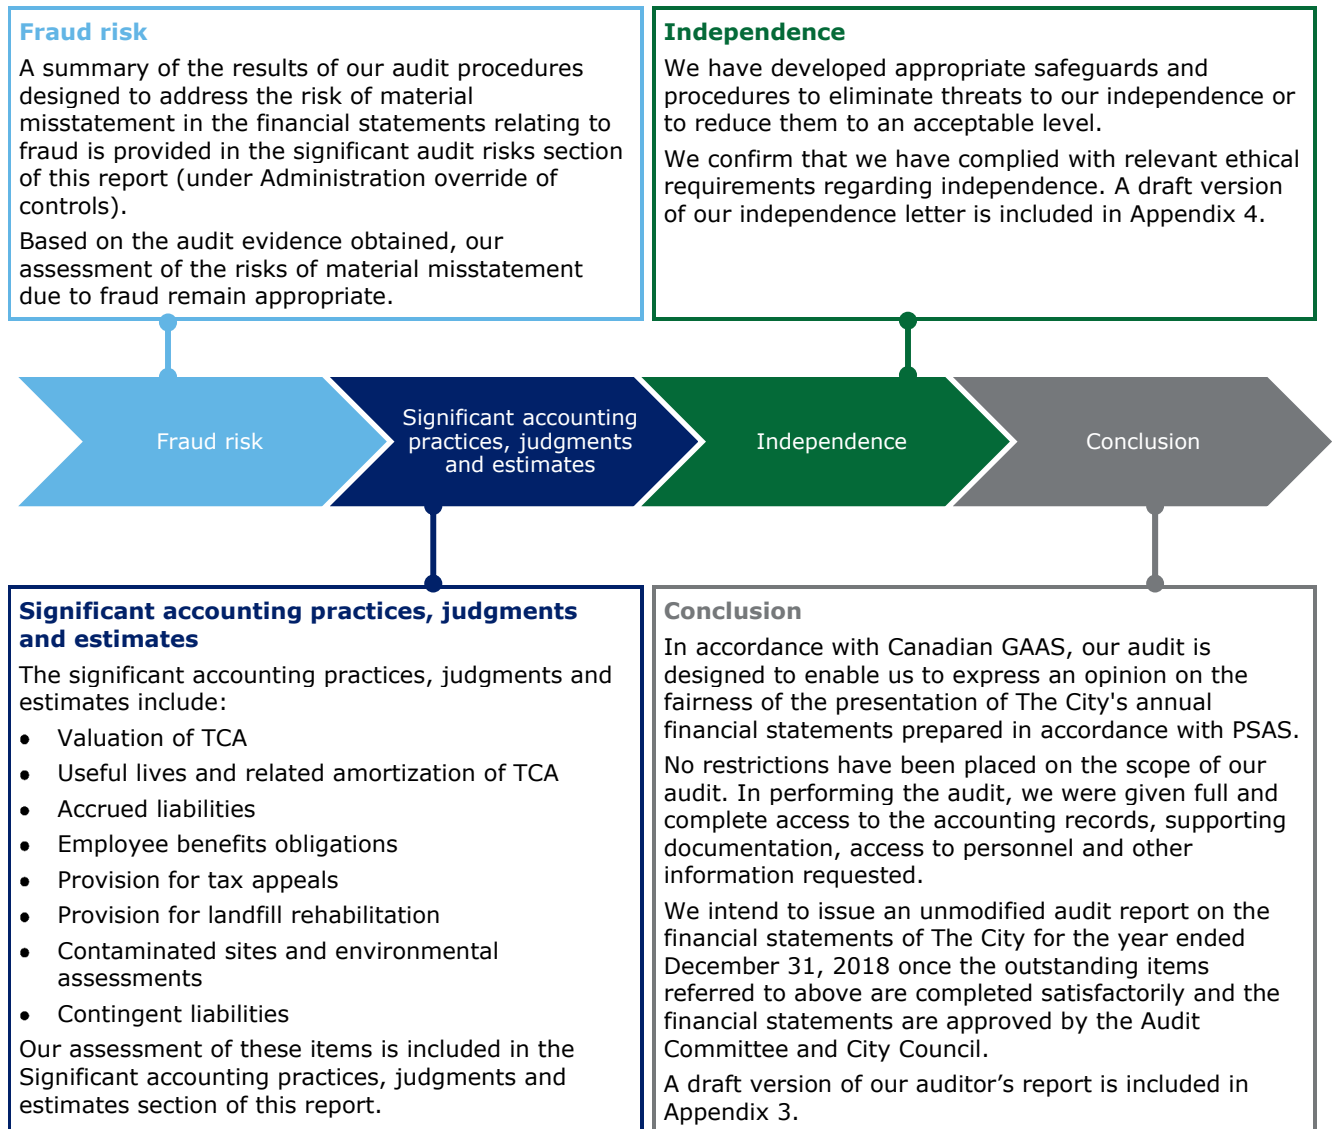 Fraud risk
A summary of the results of our audit procedures
designed to address the risk of material
misstatement in the financial statements relating to
fraud is provided in the significant audit risks section
of this report (under Administration override of
controls).
Based on the audit evidence obtained, our
assessment of the risks of material misstatement
due to fraud remain appropriate.
Independence
We have developed appropriate safeguards and
procedures to eliminate threats to our independence or
to reduce them to an acceptable level.
We confirm that we have complied with relevant ethical
requirements regarding independence. A draft version
of our independence letter is included in Appendix 4.
Fraud risk
Significant accounting
practices, judgments
and estimates
Independence
Conclusion
Significant accounting practices, judgments
and estimates
The significant accounting practices, judgments and
estimates include:
• Valuation of TCA
• Useful lives and related amortization of TCA
• Accrued liabilities
• Employee benefits obligations
• Provision for tax appeals
• Provision for landfill rehabilitation
• Contaminated sites and environmental
assessments
• Contingent liabilities
Our assessment of these items is included in the
Significant accounting practices, judgments and
estimates section of this report.
Conclusion
In accordance with Canadian GAAS, our audit is
designed to enable us to express an opinion on the
fairness of the presentation of The City's annual
financial statements prepared in accordance with PSAS.
No restrictions have been placed on the scope of our
audit. In performing the audit, we were given full and
complete access to the accounting records, supporting
documentation, access to personnel and other
information requested.
We intend to issue an unmodified audit report on the
financial statements of The City for the year ended
December 31, 2018 once the outstanding items
referred to above are completed satisfactorily and the
financial statements are approved by the Audit
Committee and City Council.
A draft version of our auditor’s report is included in
Appendix 3.